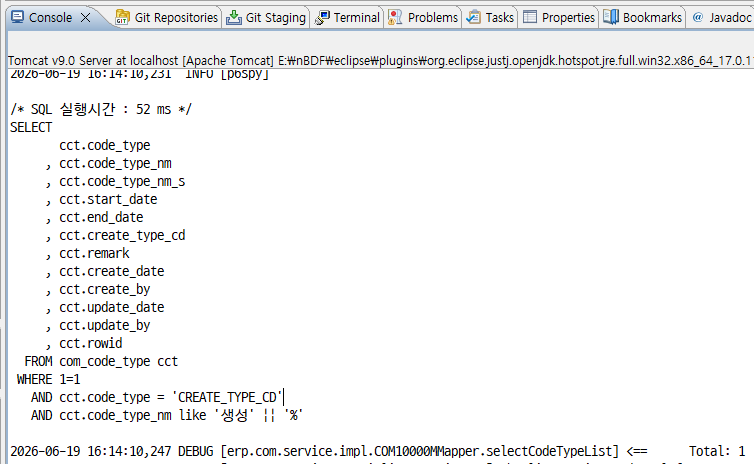 Console Git Repositories Git Staging Terminal Problems Tasks Properties Bookmarks @ Javadoc
Tomcat v9.0 Server at localhost [Apache Tomcat] E:₩nBDF₩eclipse₩plugins₩org.eclipse.justj.openjdk.hotspot.jre.full.win32.x86_64_17.0.1
2026-06-19 16:14:10,231 INFO [p6spy]
/* SQL 실행시간 : 52 ms */
SELECT
cct.code_type
, cct.code_type_nm
, cct.code_type_nm_s
, cct.start_date
, cct.end_date
, cct.create_type_cd
, cct.remark
, cct.create_date
, cct.create_by
, cct.update_date
, cct.update_by
, cct.rowid
FROM com_code_type cct
WHERE 1=1
AND cct.code_type = 'CREATE_TYPE_CD'
AND cct.code_type_nm like '생성' || '%'
2026-06-19 16:14:10,247 DEBUG [erp.com.service.impl.COM10000MMapper.selectCodeTypeList] <== Total: 1